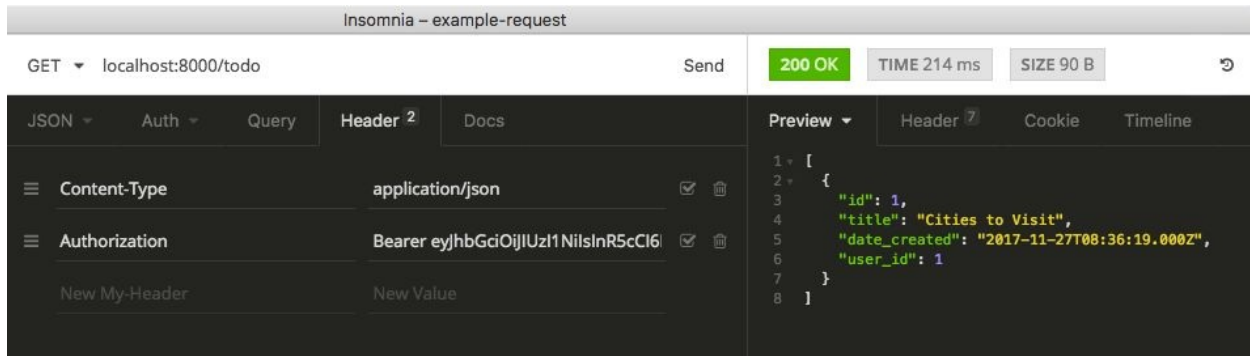 Insomnia – example-request
GET localhost:8000/todo Send
200 OK TIME 214 ms SIZE 90 B
JSON Auth Query Header 2 Docs
Preview Header 7 Cookie Timeline
Content-Type application/json
Authorization Bearer eyJhbGciOiJIUzI1NiIsInR5cCI6I
New My-Header New Value
1 [
2 {
3 "id": 1,
4 "title": "Cities to Visit",
5 "date_created": "2017-11-27T08:36:19.000Z",
6 "user_id": 1
7 }
8 ]